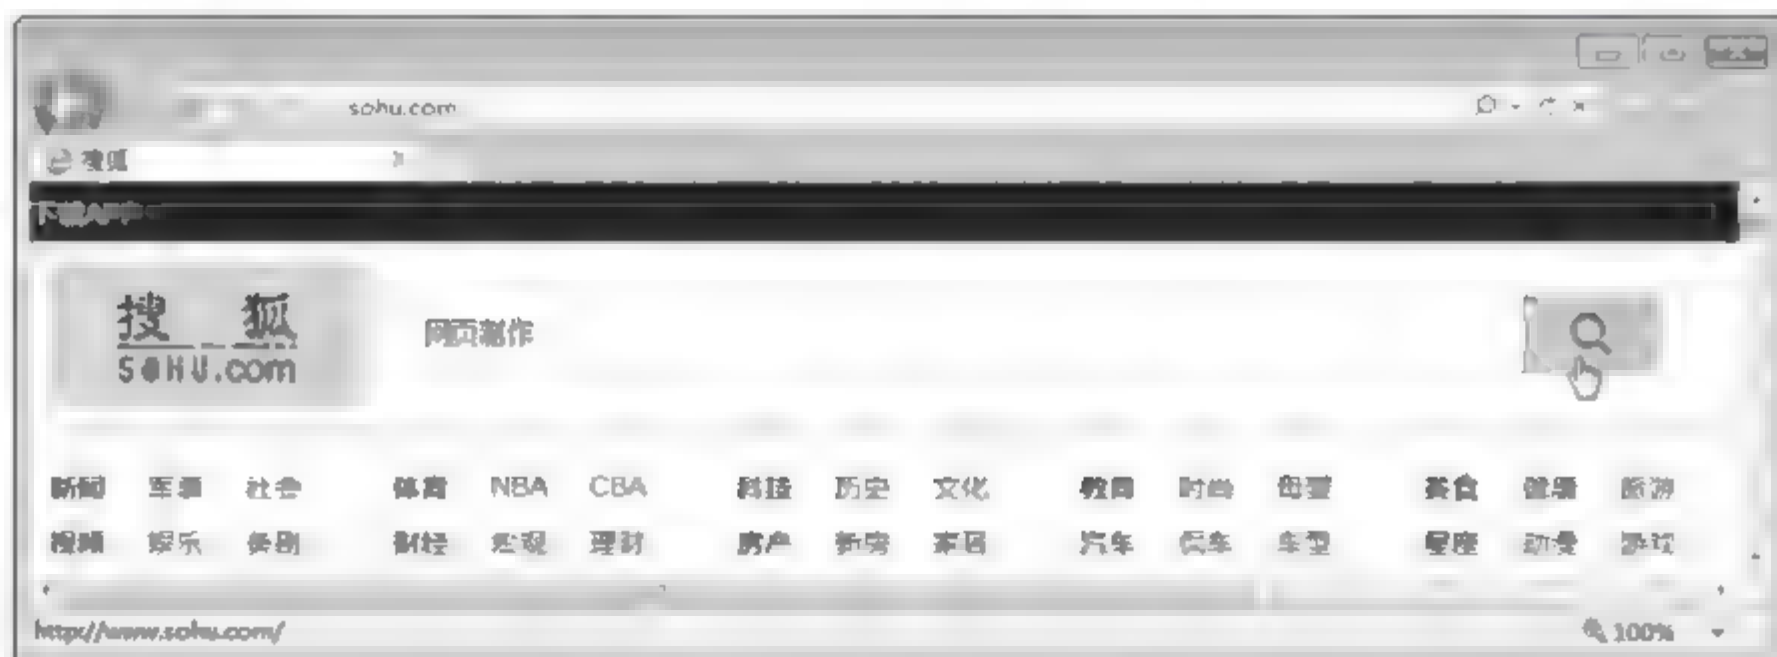 sohu.com
搜狐
下载APP
搜 狐
SOHU.com
网页制作
新闻 军事 社会 体育 NBA CBA 科技 历史 文化 教育 时尚 母婴 美食 健康 旅游
视频 娱乐 美剧 财经 宏观 理财 房产 新房 家居 汽车 买车 车型 星座 动漫 游戏
http://www.sohu.com/
100%